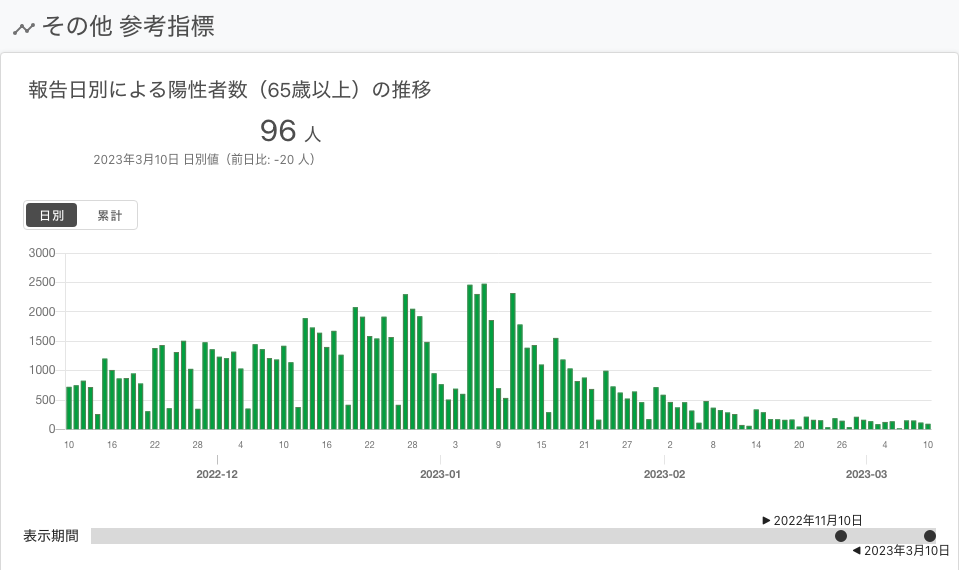 その他 参考指標
報告日別による陽性者数（65歳以上）の推移
96 人
2023年3月10日 日別値（前日比: -20 人）
日別 累計
3000
2500
2000
1500
1000
500
0
10 16 22 28 4 10 16 22 28 3 9 15 21 27 2 8 14 20 26 4 10
2022-12 2023-01 2023-02 2023-03
▶ 2022年11月10日
表示期間
◀ 2023年3月10日